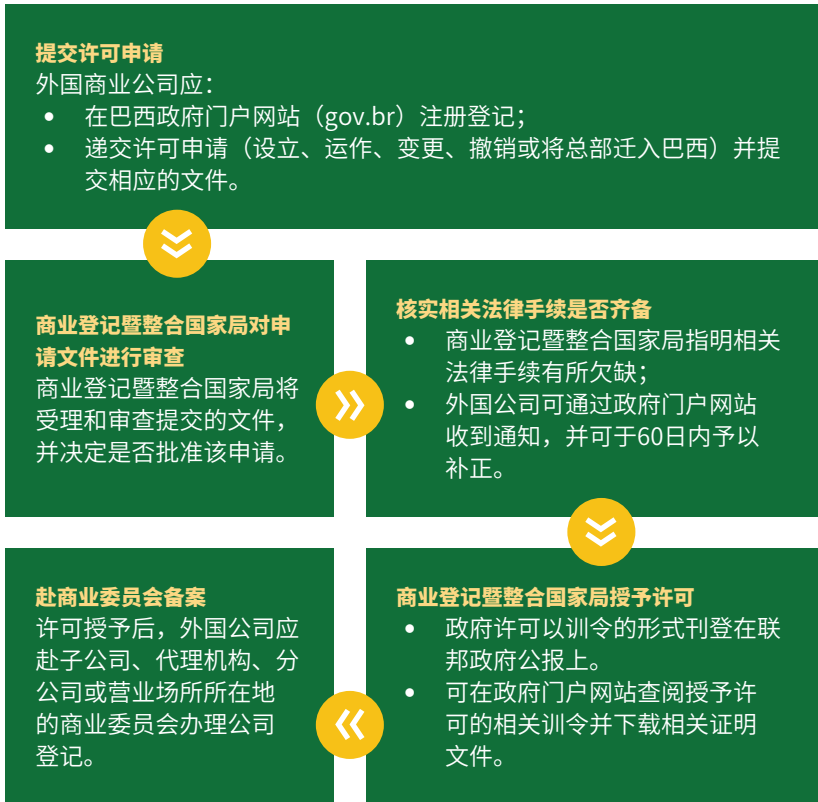 提交许可申请
外国商业公司应：
• 在巴西政府门户网站（gov.br）注册登记；
• 递交许可申请（设立、运作、变更、撤销或将总部迁入巴西）并提
交相应的文件。
商业登记暨整合国家局对申
请文件进行审查
商业登记暨整合国家局将
受理和审查提交的文件，
并决定是否批准该申请。
核实相关法律手续是否齐备
• 商业登记暨整合国家局指明相关
法律手续有所欠缺；
• 外国公司可通过政府门户网站
收到通知，并可于60日内予以
补正。
商业登记暨整合国家局授予许可
• 政府许可以训令的形式刊登在联
邦政府公报上。
• 可在政府门户网站查阅授予许
可的相关训令并下载相关证明
文件。
赴商业委员会备案
许可授予后，外国公司应
赴子公司、代理机构、分
公司或营业场所所在地
的商业委员会办理公司
登记。